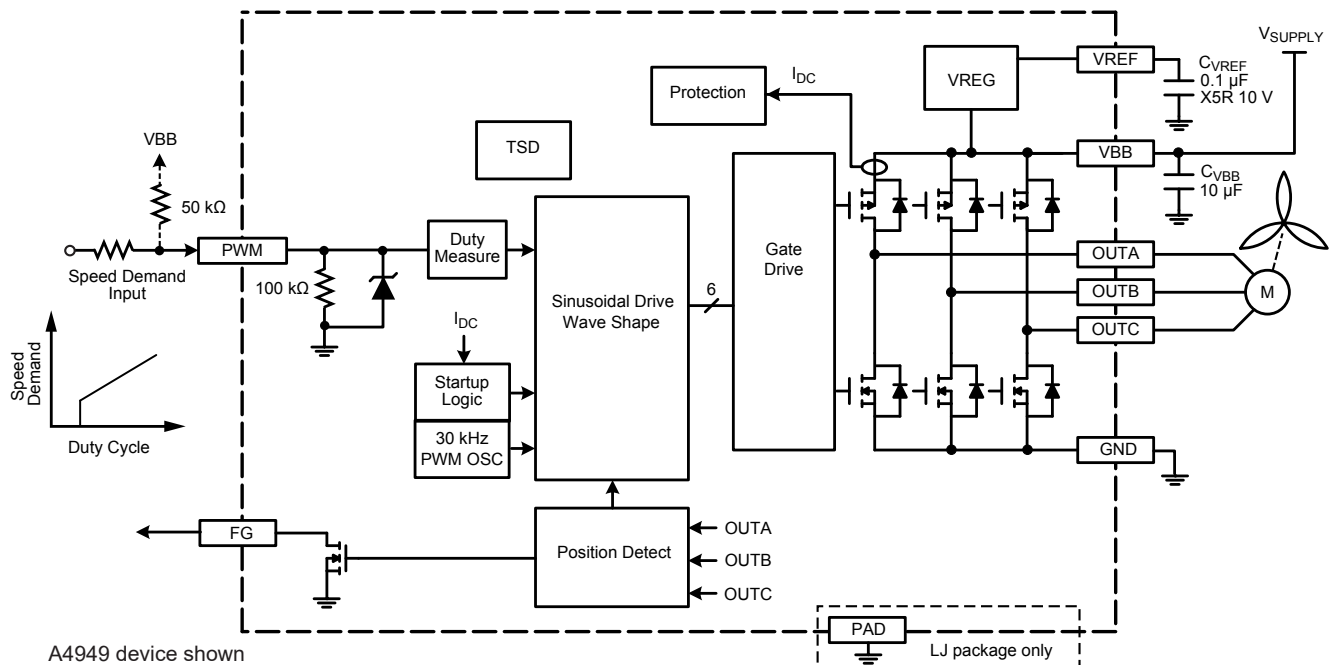 VBB
50 kΩ
PWM
Speed Demand
Input
100 kΩ
Duty
Measure
TSD
Protection
I_DC
VREG
VREF
C_VREF
0.1 µF
X5R 10 V
V_SUPPLY
VBB
C_VBB
10 µF
Speed
Demand
Duty Cycle
I_DC
Startup
Logic
30 kHz
PWM OSC
Sinusoidal Drive
Wave Shape
6
Gate
Drive
OUTA
OUTB
OUTC
M
GND
FG
Position Detect
OUTA
OUTB
OUTC
PAD
LJ package only
A4949 device shown